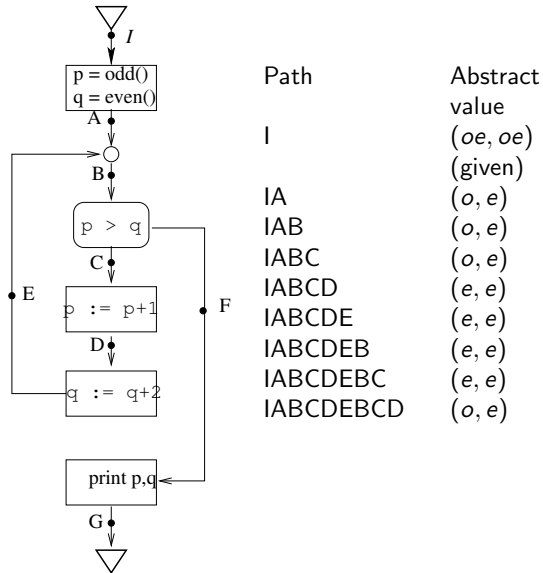 I
p = odd()
q = even()
A
B
p > q
C
E
F
p := p+1
D
q := q+2
print p,q
G
Path Abstract
value
I (oe, oe)
(given)
IA (o, e)
IAB (o, e)
IABC (o, e)
IABCD (e, e)
IABCDE (e, e)
IABCDEB (e, e)
IABCDEBC (e, e)
IABCDEBCD (o, e)